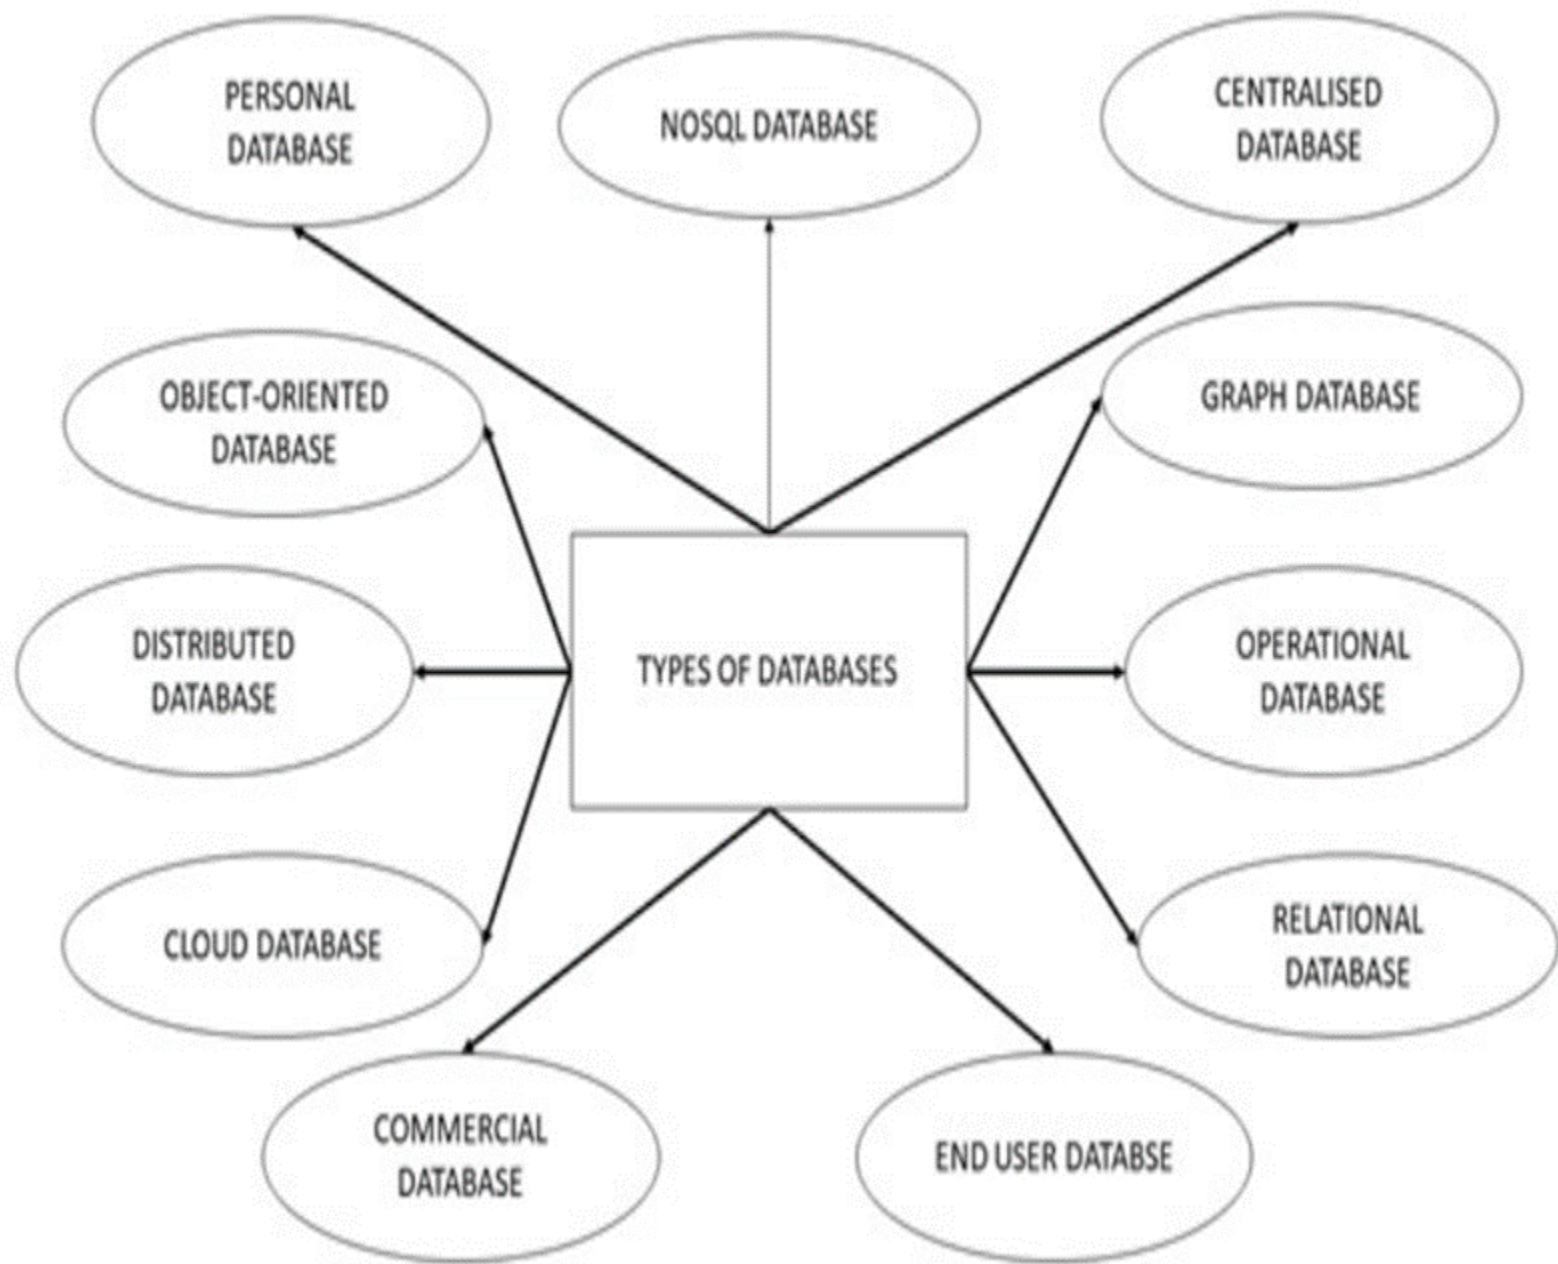 PERSONAL
DATABASE
NOSQL DATABASE
CENTRALISED
DATABASE
OBJECT-ORIENTED
DATABASE
GRAPH DATABASE
DISTRIBUTED
DATABASE
TYPES OF DATABASES
OPERATIONAL
DATABASE
CLOUD DATABASE
RELATIONAL
DATABASE
COMMERCIAL
DATABASE
END USER DATABSE